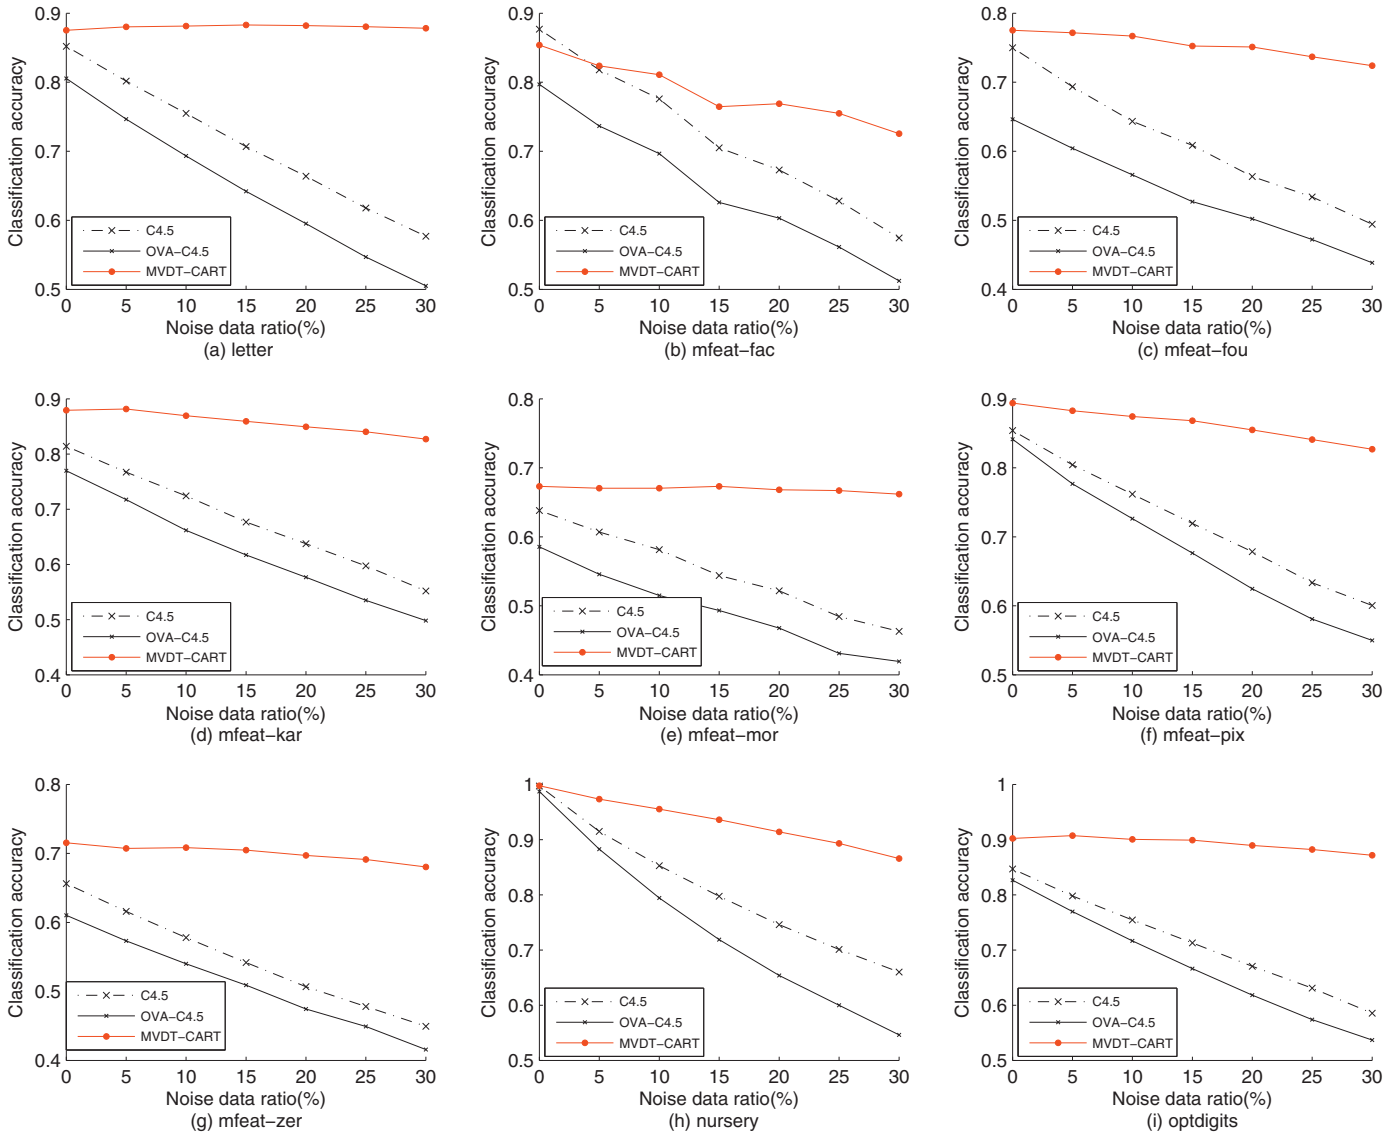 0.9
0.8
0.7
0.6
0.5
Classification accuracy
C4.5
OVA−C4.5
MVDT−CART
0 5 10 15 20 25 30
Noise data ratio(%)
(a) letter
0.9
0.8
0.7
0.6
0.5
Classification accuracy
C4.5
OVA−C4.5
MVDT−CART
0 5 10 15 20 25 30
Noise data ratio(%)
(b) mfeat−fac
0.8
0.7
0.6
0.5
0.4
Classification accuracy
C4.5
OVA−C4.5
MVDT−CART
0 5 10 15 20 25 30
Noise data ratio(%)
(c) mfeat−fou
0.9
0.8
0.7
0.6
0.5
0.4
Classification accuracy
C4.5
OVA−C4.5
MVDT−CART
0 5 10 15 20 25 30
Noise data ratio(%)
(d) mfeat−kar
0.8
0.7
0.6
0.5
0.4
Classification accuracy
C4.5
OVA−C4.5
MVDT−CART
0 5 10 15 20 25 30
Noise data ratio(%)
(e) mfeat−mor
0.9
0.8
0.7
0.6
0.5
Classification accuracy
C4.5
OVA−C4.5
MVDT−CART
0 5 10 15 20 25 30
Noise data ratio(%)
(f) mfeat−pix
0.8
0.7
0.6
0.5
0.4
Classification accuracy
C4.5
OVA−C4.5
MVDT−CART
0 5 10 15 20 25 30
Noise data ratio(%)
(g) mfeat−zer
1
0.9
0.8
0.7
0.6
0.5
Classification accuracy
C4.5
OVA−C4.5
MVDT−CART
0 5 10 15 20 25 30
Noise data ratio(%)
(h) nursery
1
0.9
0.8
0.7
0.6
0.5
Classification accuracy
C4.5
OVA−C4.5
MVDT−CART
0 5 10 15 20 25 30
Noise data ratio(%)
(i) optdigits